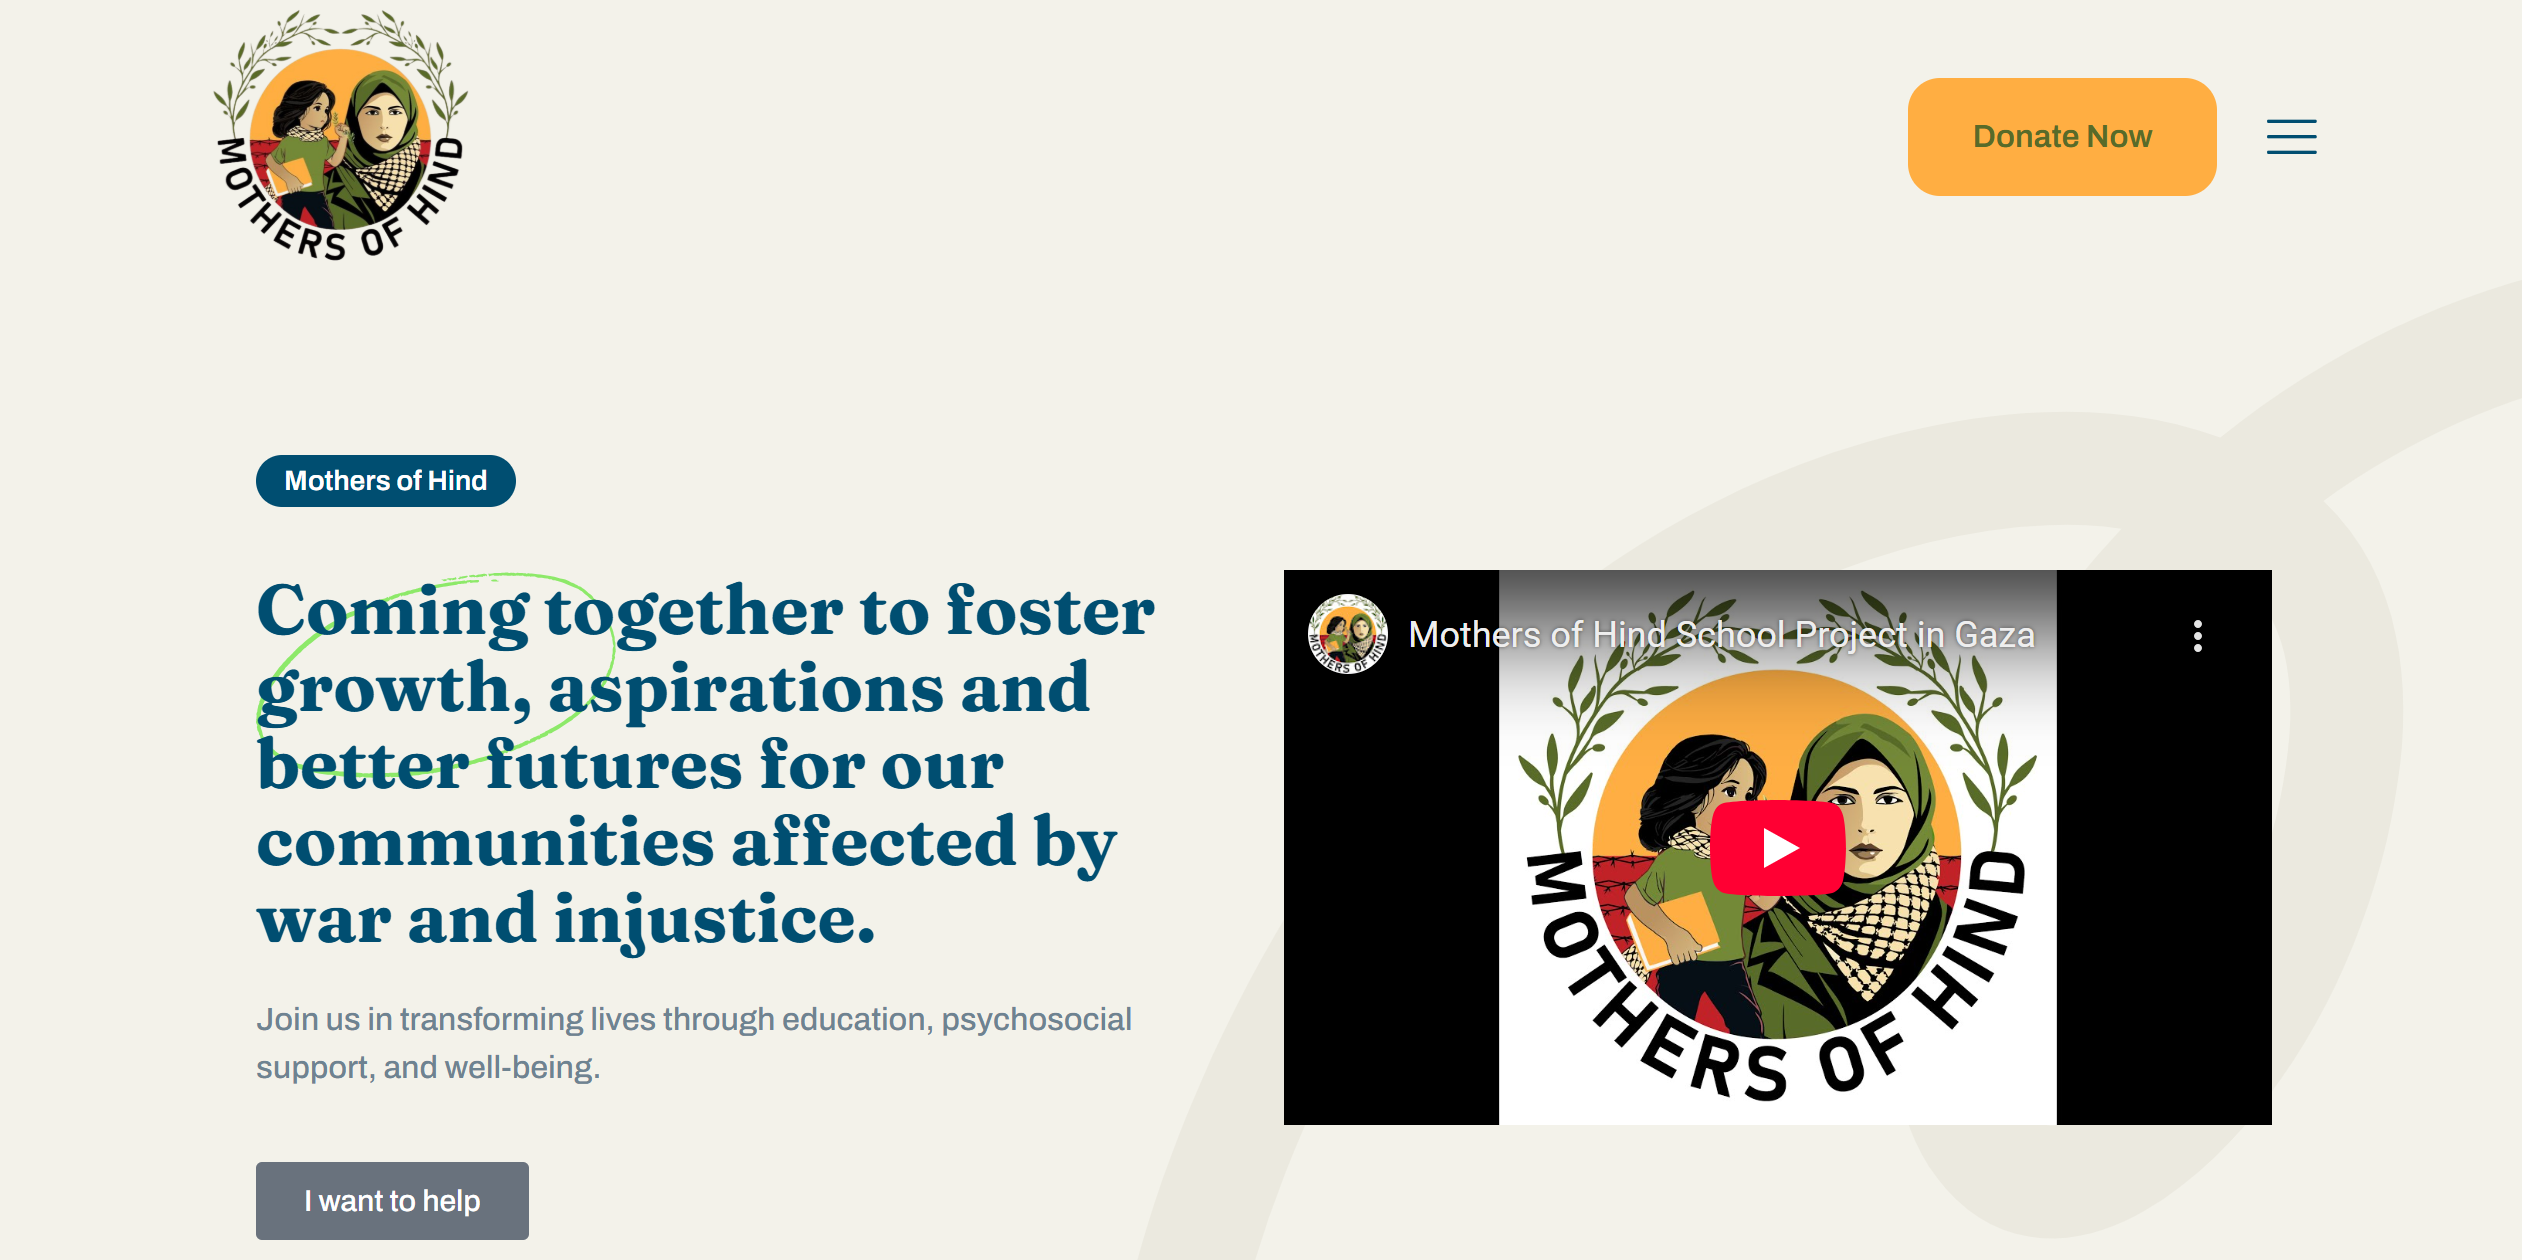 MOTHERS OF HIND
Donate Now
Mothers of Hind
Coming together to foster
growth, aspirations and
better futures for our
communities affected by
war and injustice.
Join us in transforming lives through education, psychosocial
support, and well-being.
I want to help
MOTHERS OF HIND
Mothers of Hind School Project in Gaza
MOTHERS OF HIND